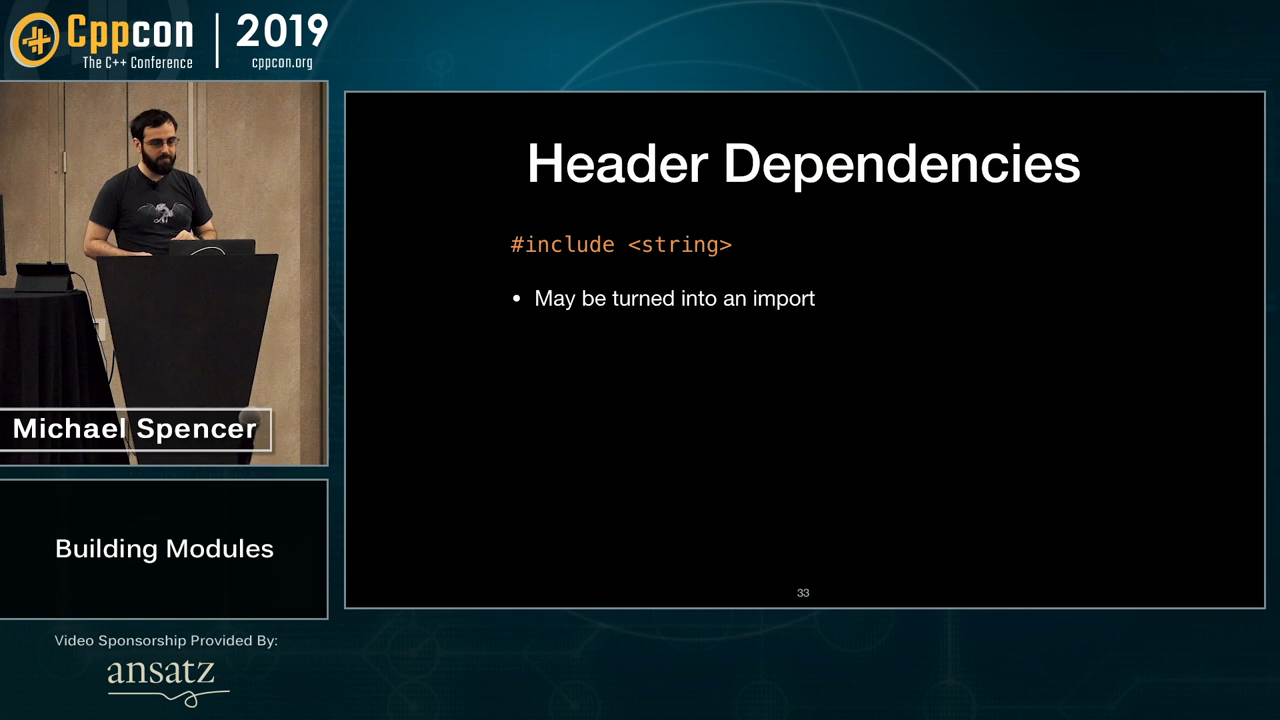 Cppcon
The C++ Conference
2019
cppcon.org
Header Dependencies
#include <string>
• May be turned into an import
33
Michael Spencer
Building Modules
Video Sponsorship Provided By:
ansatz